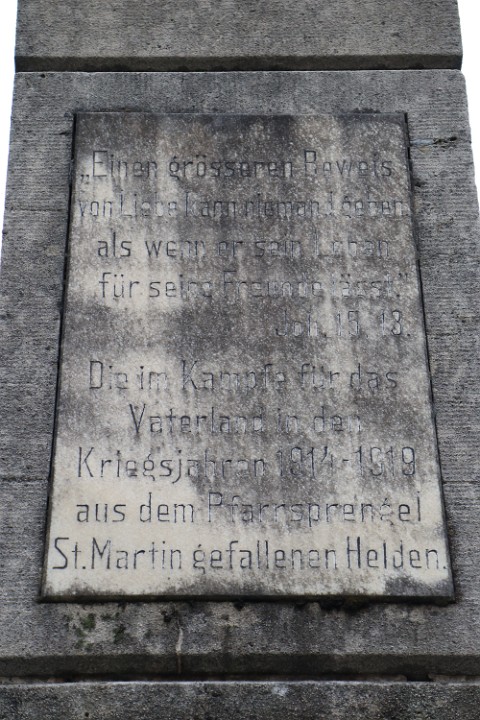 „Einen grösseren Beweis
von Liebe kann niemand geben,
als wenn er sein Leben
für seine Freunde lässt."
Joh. 15. 13.
Die im Kampfe für das
Vaterland in den
Kriegsjahren 1914-1919
aus dem Pfarrsprengel
St. Martin gefallenen Helden.